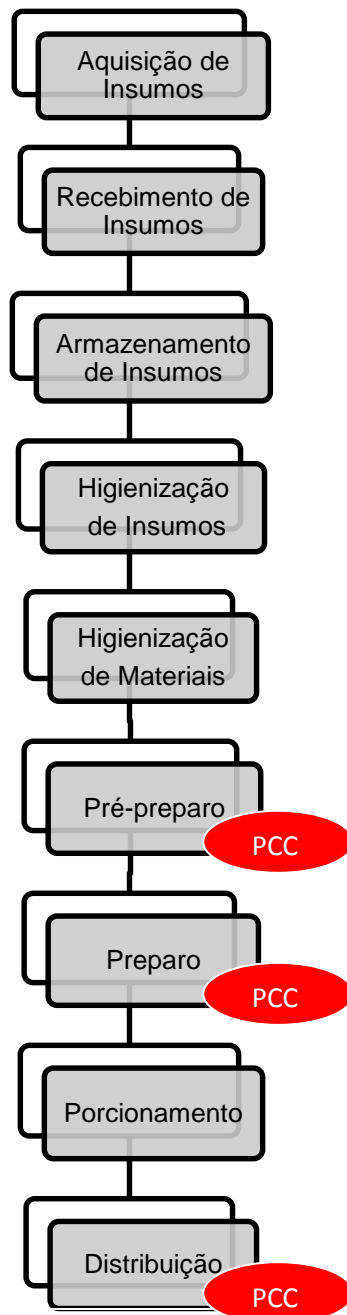 Aquisição de
Insumos
Recebimento de
Insumos
Armazenamento
de Insumos
Higienização
de Insumos
Higienização
de Materiais
Pré-preparo
PCC
Preparo
PCC
Porcionamento
Distribuição
PCC